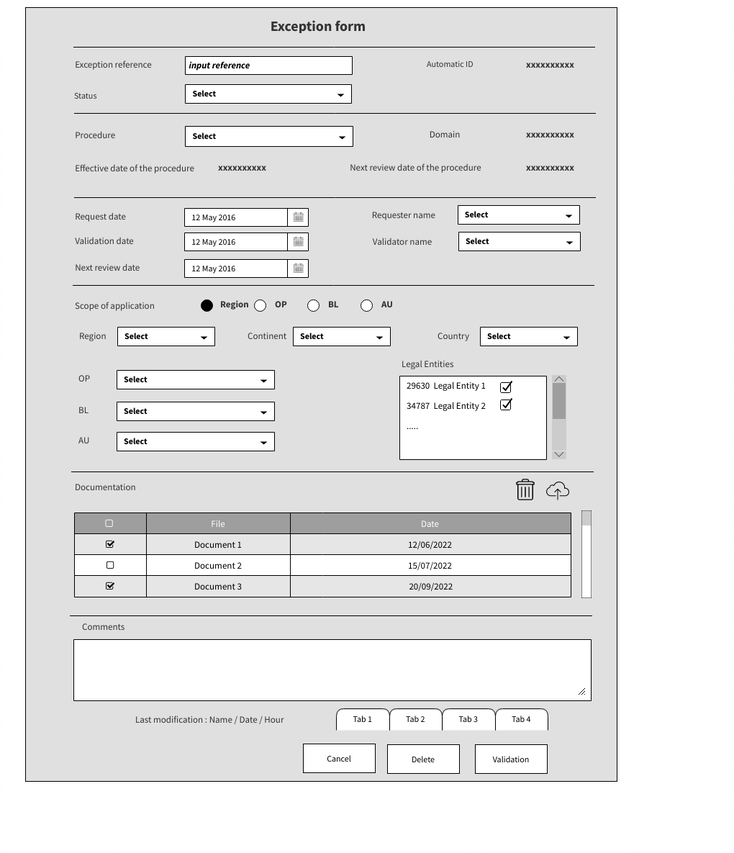 Exception form
Exception reference input reference Automatic ID xxxxxxxxxx
Status Select
Procedure Select Domain xxxxxxxxxx
Effective date of the procedure xxxxxxxxxx Next review date of the procedure xxxxxxxxxx
Request date 12 May 2016 Requester name Select
Validation date 12 May 2016 Validator name Select
Next review date 12 May 2016
Scope of application Region OP BL AU
Region Select Continent Select Country Select
Legal Entities
OP Select
29630 Legal Entity 1
34787 Legal Entity 2
.....
BL Select
AU Select
Documentation
File Date
Document 1 12/06/2022
Document 2 15/07/2022
Document 3 20/09/2022
Comments
Last modification : Name / Date / Hour Tab 1 Tab 2 Tab 3 Tab 4
Cancel Delete Validation